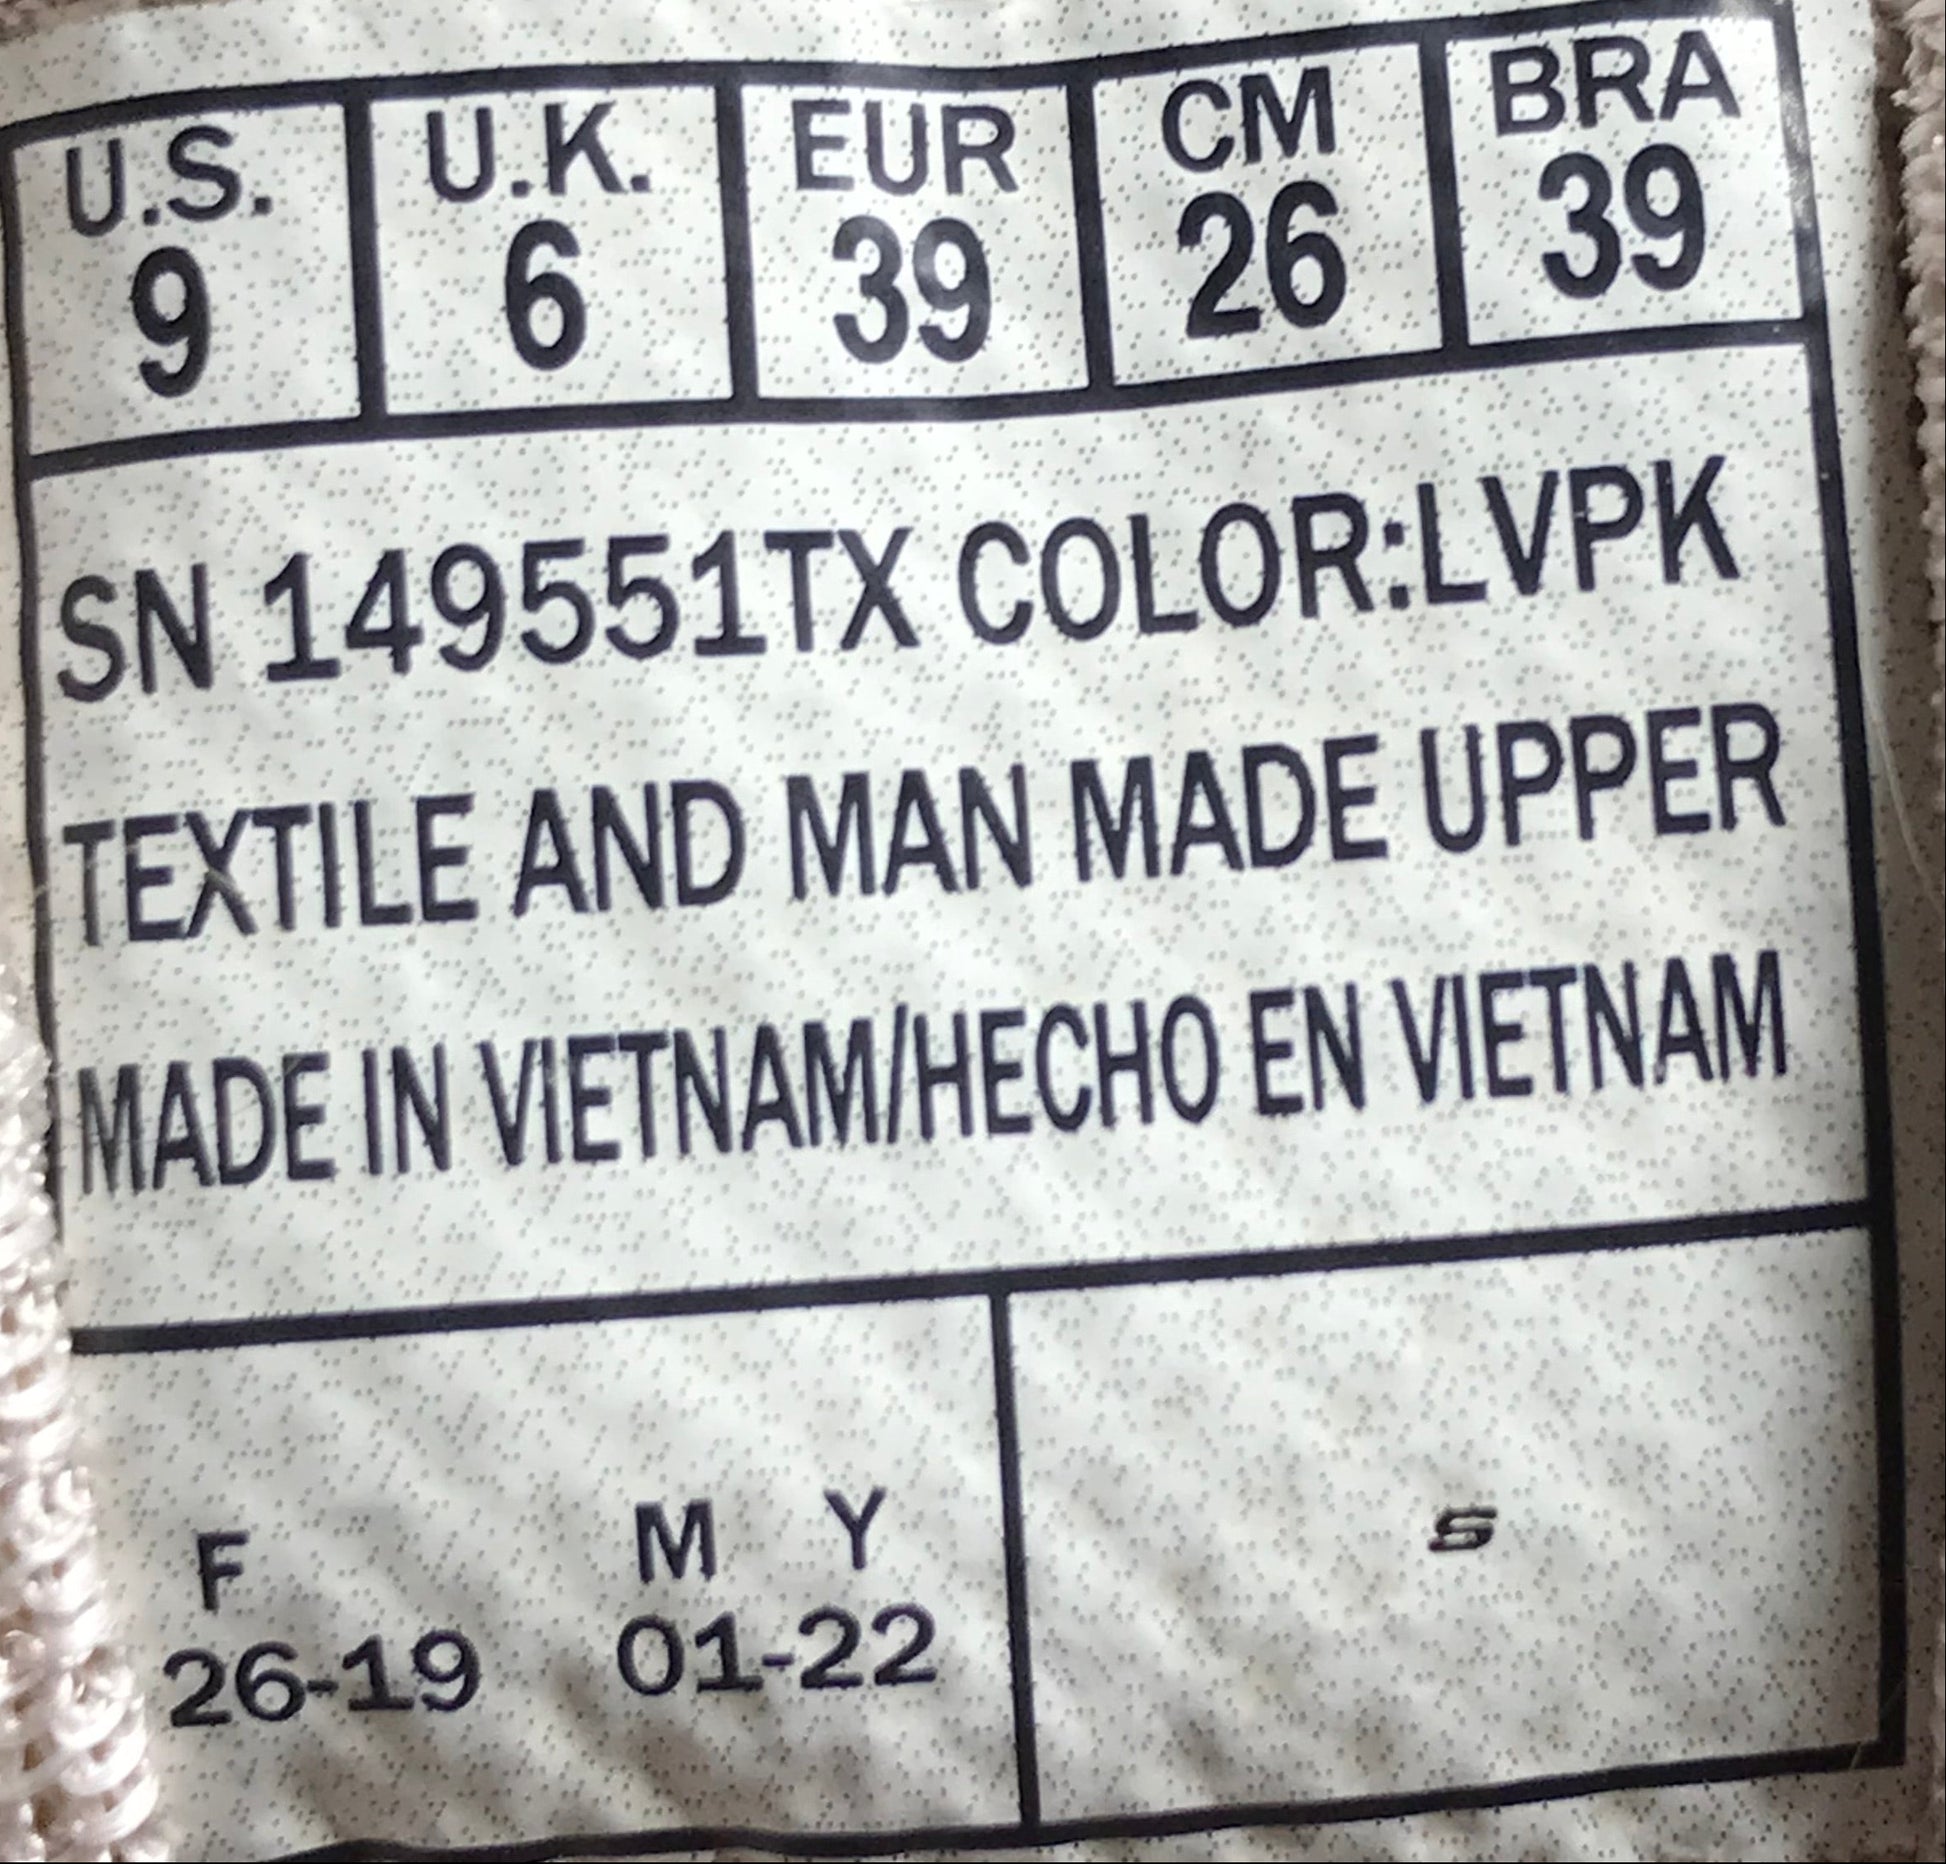 U.S. U.K. EUR CM BRA
9 6 39 26 39
SN 149551TX COLOR:LVPK
TEXTILE AND MAN MADE UPPER
MADE IN VIETNAM/HECHO EN VIETNAM
F M Y S
26-19 01-22